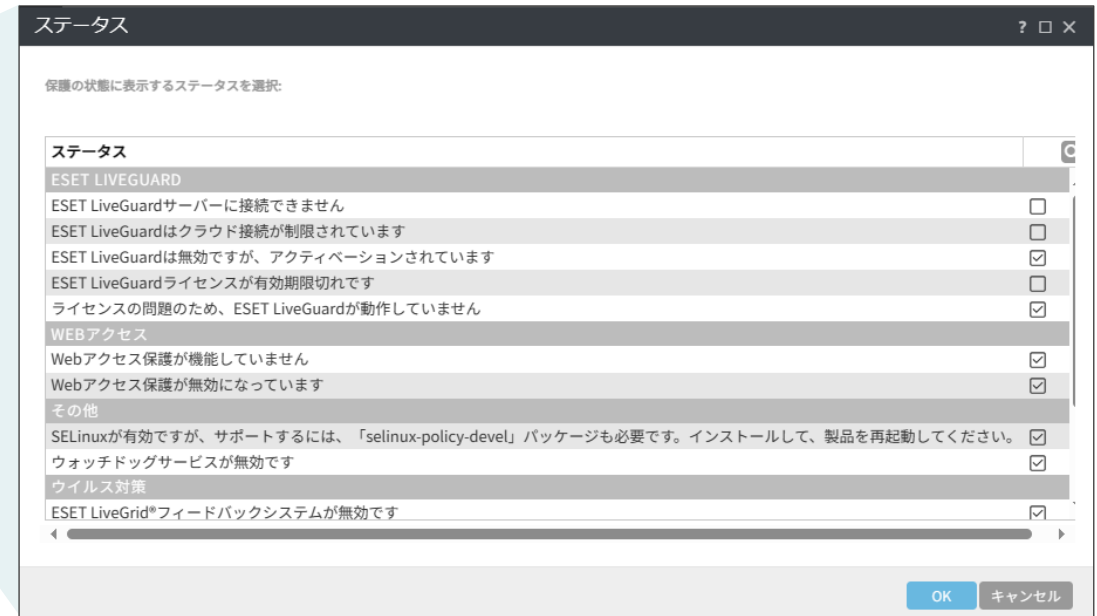 ステータス
?
保護の状態に表示するステータスを選択:
ステータス
ESET LIVEGUARD
ESET LiveGuardサーバーに接続できません
ESET LiveGuardはクラウド接続が制限されています
ESET LiveGuardは無効ですが、アクティベーションされています
ESET LiveGuardライセンスが有効期限切れです
ライセンスの問題のため、ESET LiveGuardが動作していません
WEBアクセス
Webアクセス保護が機能していません
Webアクセス保護が無効になっています
その他
SELinuxが有効ですが、サポートするには、「selinux-policy-devel」パッケージも必要です。インストールして、製品を再起動してください。
ウォッチドッグサービスが無効です
ウイルス対策
ESET LiveGrid®フィードバックシステムが無効です
OK キャンセル